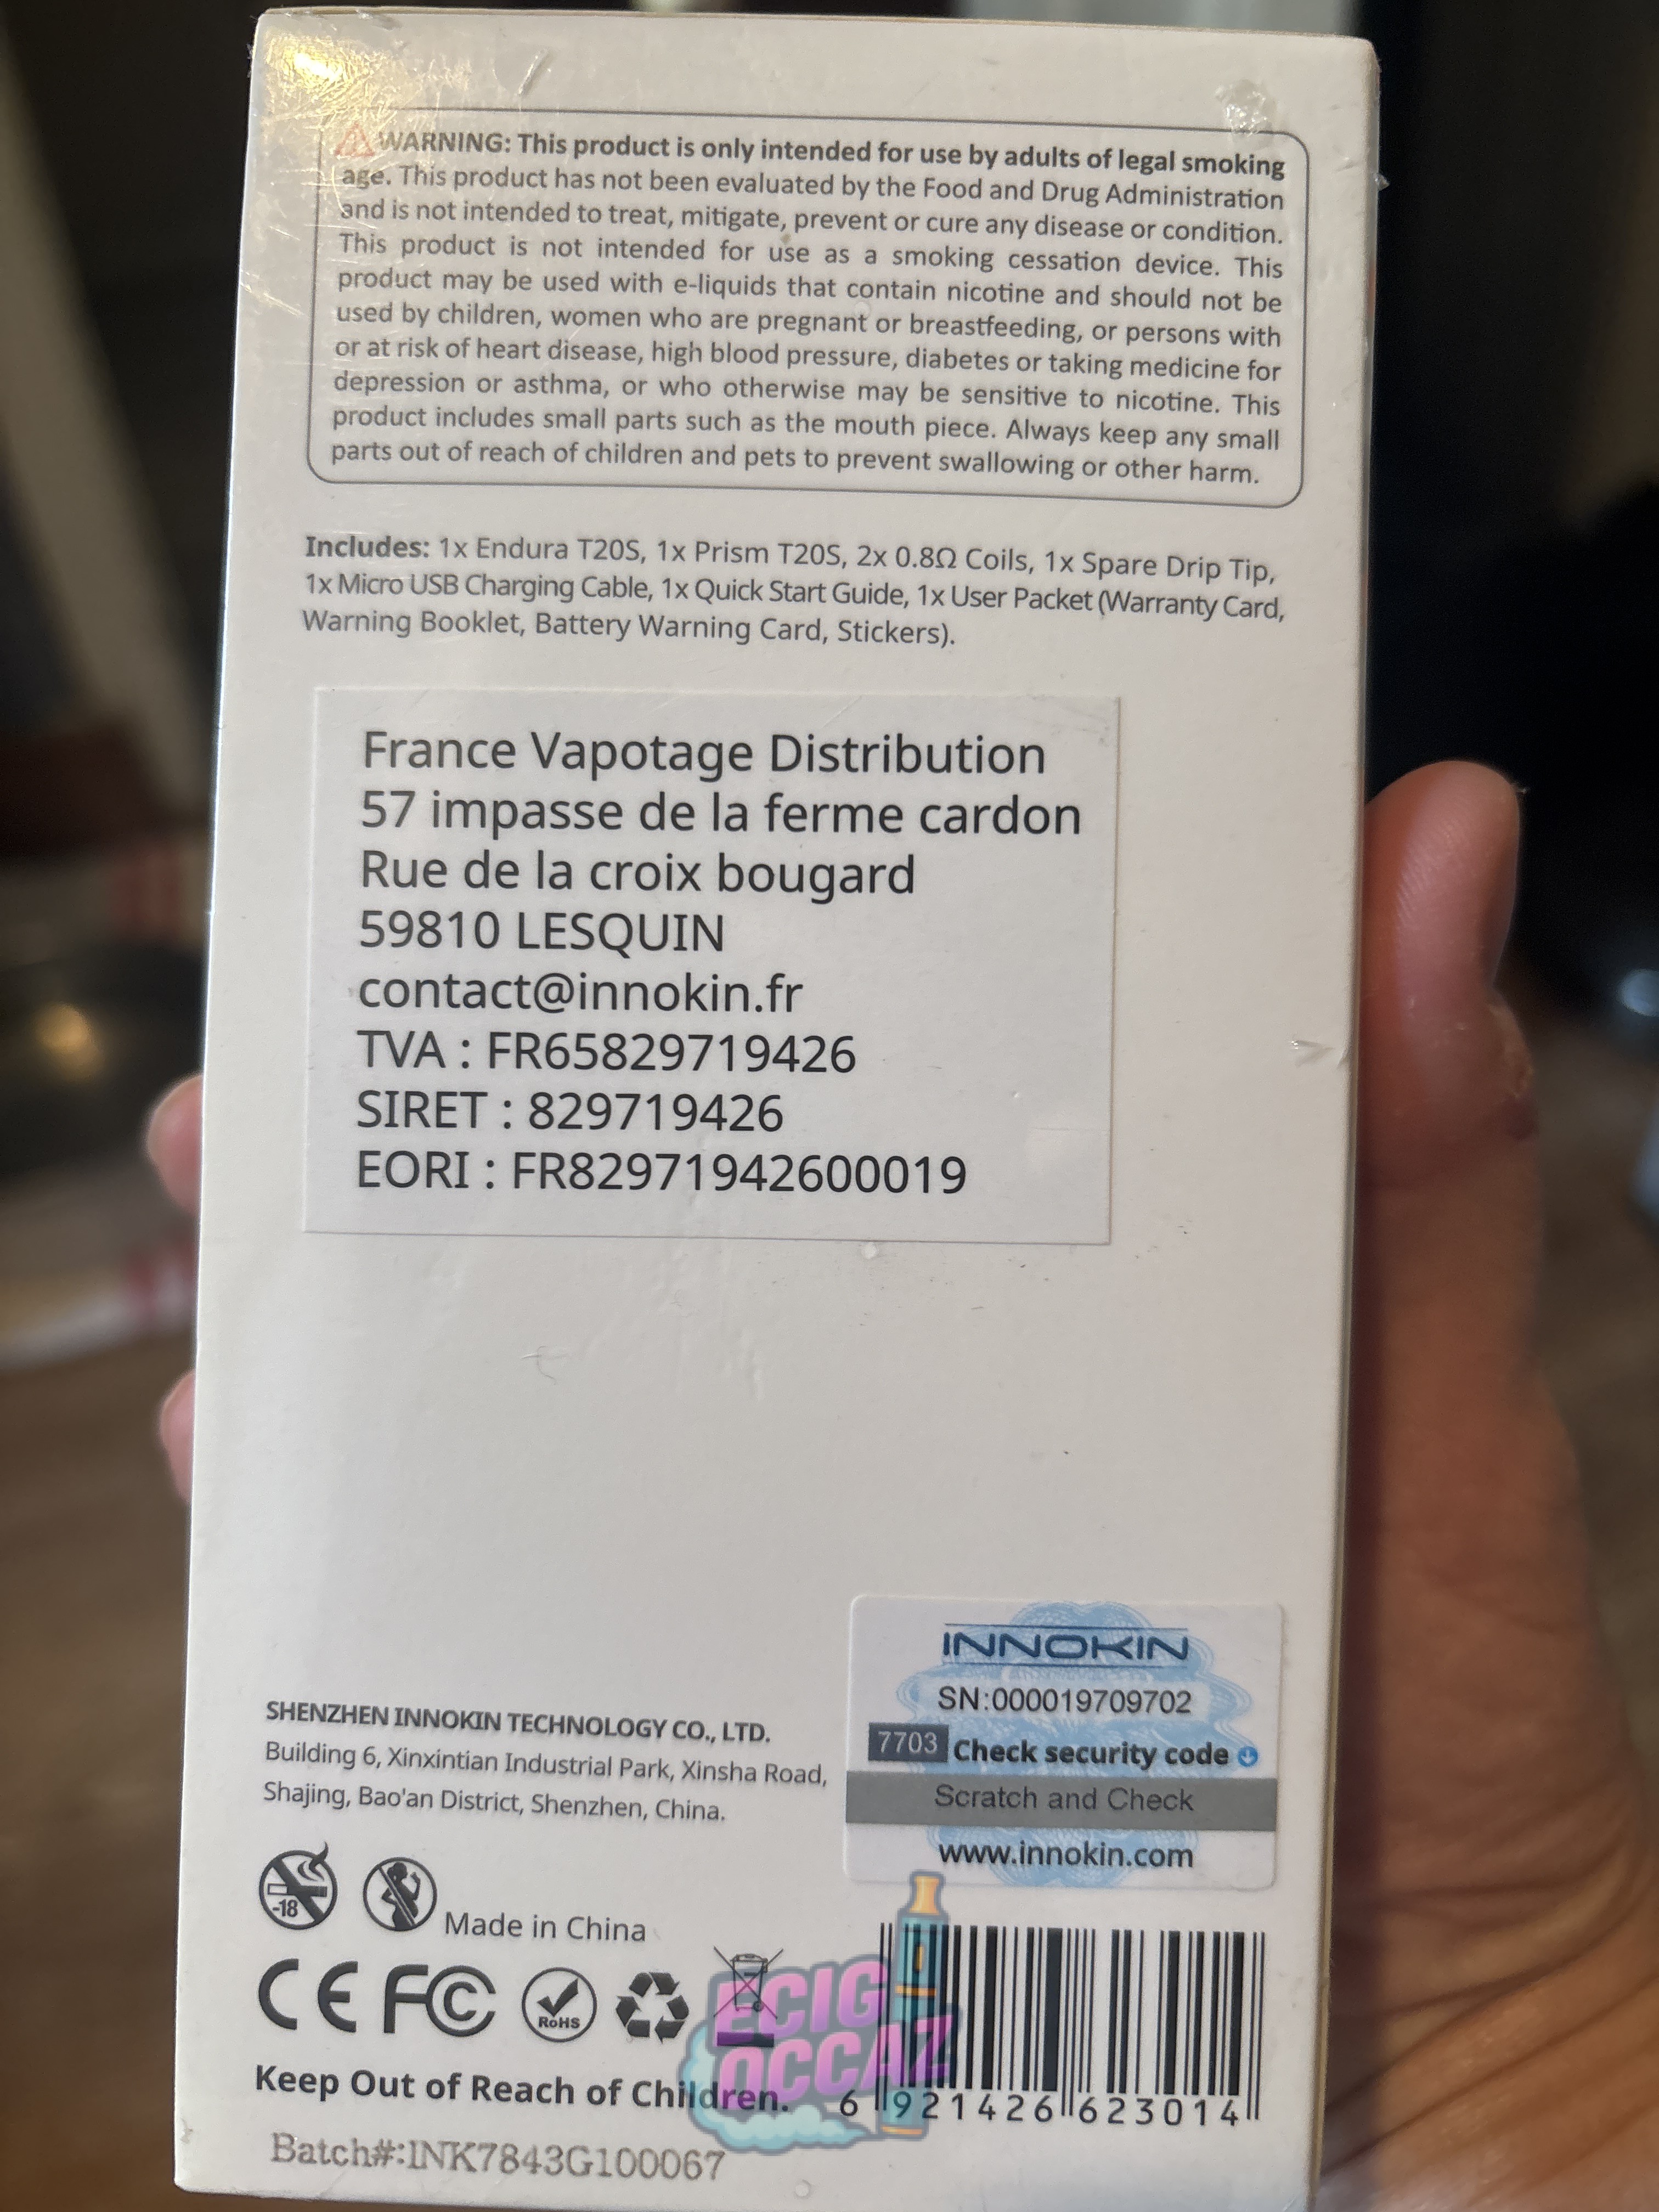 WARNING: This product is only intended for use by adults of legal smoking
age. This product has not been evaluated by the Food and Drug Administration
and is not intended to treat, mitigate, prevent or cure any disease or condition.
This product is not intended for use as a smoking cessation device. This
product may be used with e-liquids that contain nicotine and should not be
used by children, women who are pregnant or breastfeeding, or persons with
or at risk of heart disease, high blood pressure, diabetes or taking medicine for
depression or asthma, or who otherwise may be sensitive to nicotine. This
product includes small parts such as the mouth piece. Always keep any small
parts out of reach of children and pets to prevent swallowing or other harm.
Includes: 1x Endura T20S, 1x Prism T20S, 2x 0.8Ω Coils, 1x Spare Drip Tip,
1x Micro USB Charging Cable, 1x Quick Start Guide, 1x User Packet (Warranty Card,
Warning Booklet, Battery Warning Card, Stickers).
France Vapotage Distribution
57 impasse de la ferme cardon
Rue de la croix bougard
59810 LESQUIN
contact@innokin.fr
TVA : FR65829719426
SIRET : 829719426
EORI : FR82971942600019
INNOKIN
SN:000019709702
7703 Check security code
Scratch and Check
www.innokin.com
SHENZHEN INNOKIN TECHNOLOGY CO., LTD.
Building 6, Xinxintian Industrial Park, Xinsha Road,
Shajing, Bao'an District, Shenzhen, China.
-18
Made in China
CE FC RoHS
ECIG
OCCAZ
Keep Out of Reach of Children.
6 921426 623014
Batch#:INK7843G100067